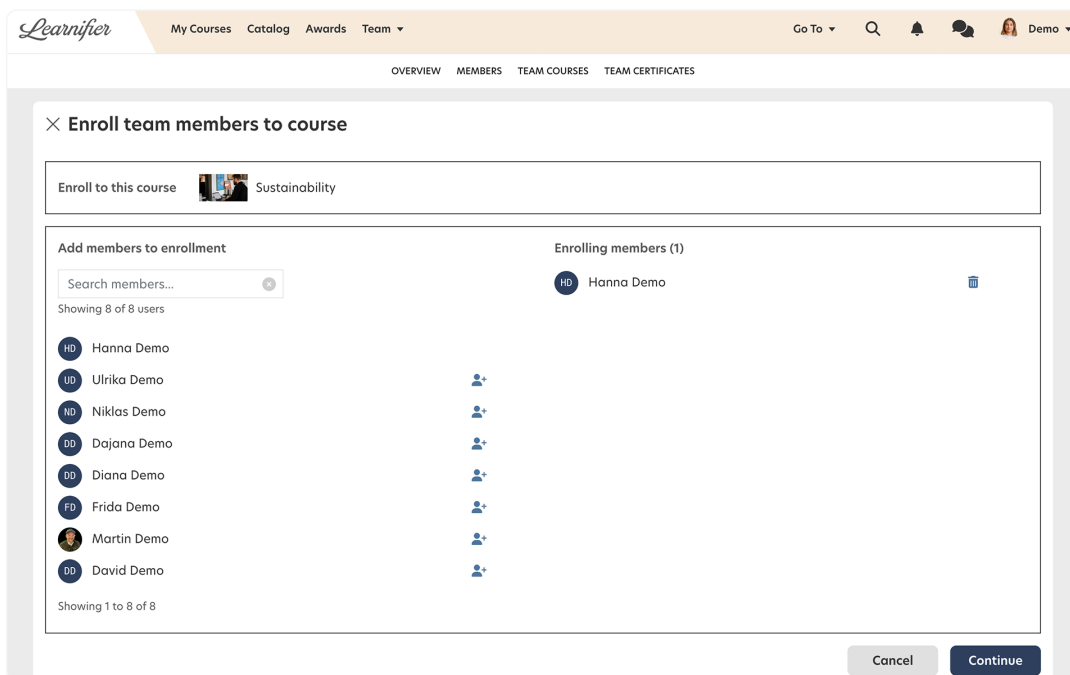 Learnifier My Courses Catalog Awards Team Go To Demo
OVERVIEW MEMBERS TEAM COURSES TEAM CERTIFICATES
Enroll team members to course
Enroll to this course Sustainability
Add members to enrollment Enrolling members (1)
Search members... HD Hanna Demo
Showing 8 of 8 users
HD Hanna Demo
UD Ulrika Demo
ND Niklas Demo
DD Dajana Demo
DD Diana Demo
FD Frida Demo
Martin Demo
DD David Demo
Showing 1 to 8 of 8
Cancel Continue